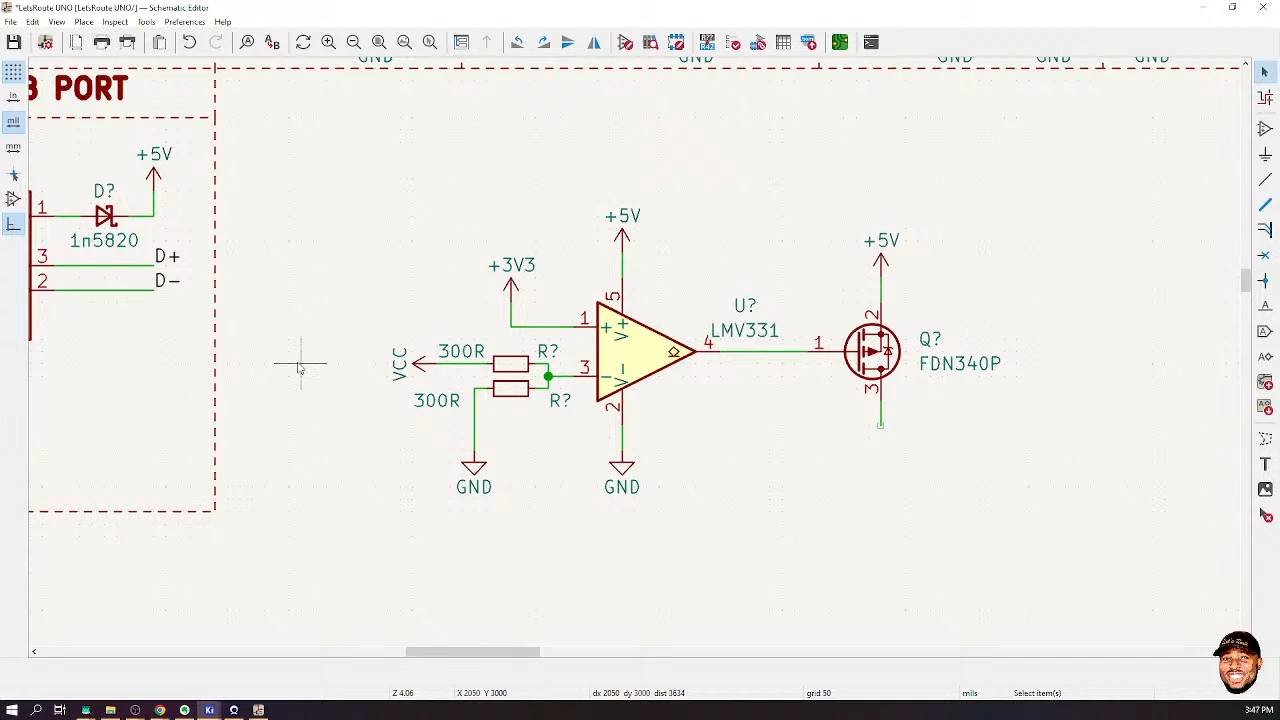 *LetsRoute UNO [LetsRoute UNO/] — Schematic Editor
File Edit View Place Inspect Tools Preferences Help
GND GND GND GND GND
B PORT
+5V
D?
1n5820
1
3
D+
2
D-
in
mil
mm
+5V
+3V3
5
1
+
V+
U?
LMV331
4
VCC
300R
R?
3
-
V-
300R
R?
2
GND
GND
+5V
2
1
Q?
FDN340P
3
Z 4.06
X 2050 Y 3000
dx 2050 dy 3000 dist 3634
grid 50
mils
Select item(s)
3:47 PM